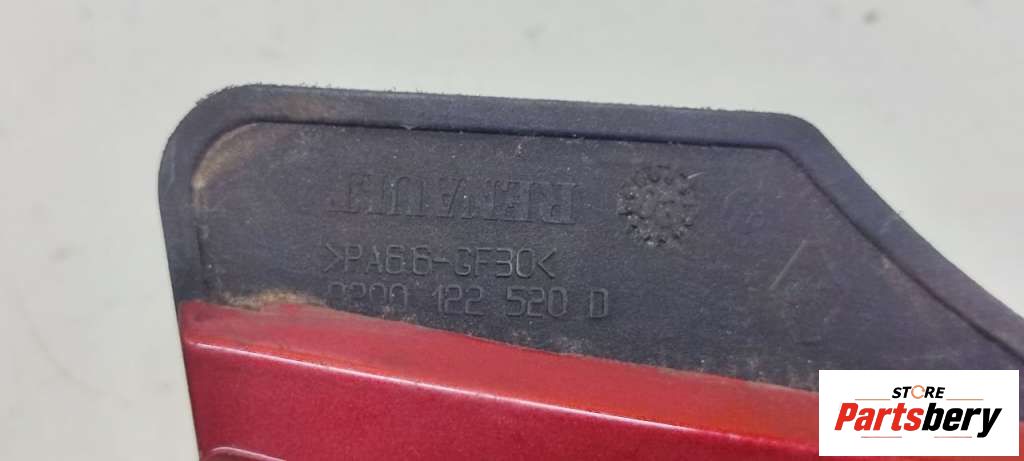 RENAULT
>PA6.6-GF30<
8200 122 520 D
STORE
Partsbery